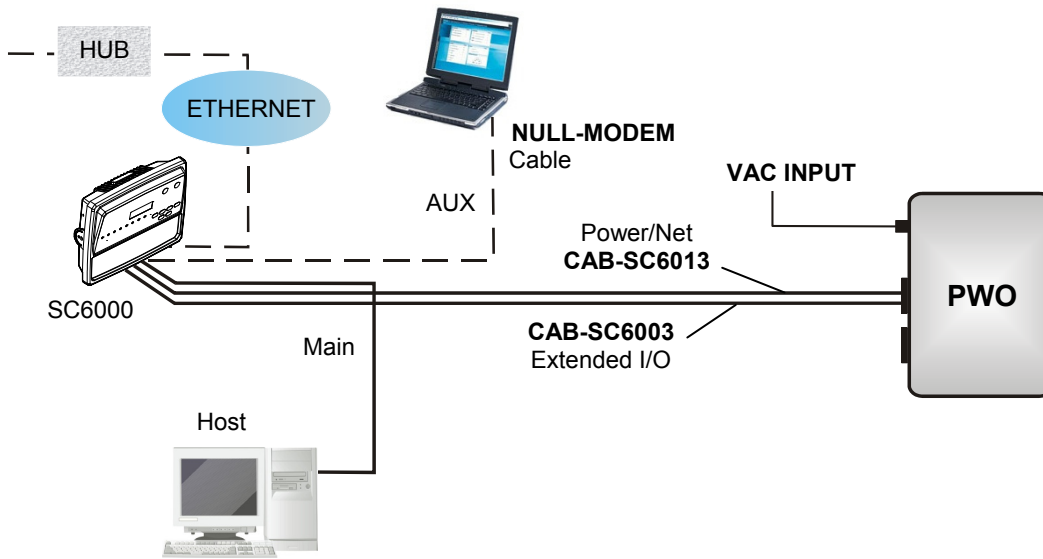 HUB
ETHERNET
NULL-MODEM
Cable
AUX
VAC INPUT
Power/Net
CAB-SC6013
PWO
SC6000
CAB-SC6003
Extended I/O
Main
Host